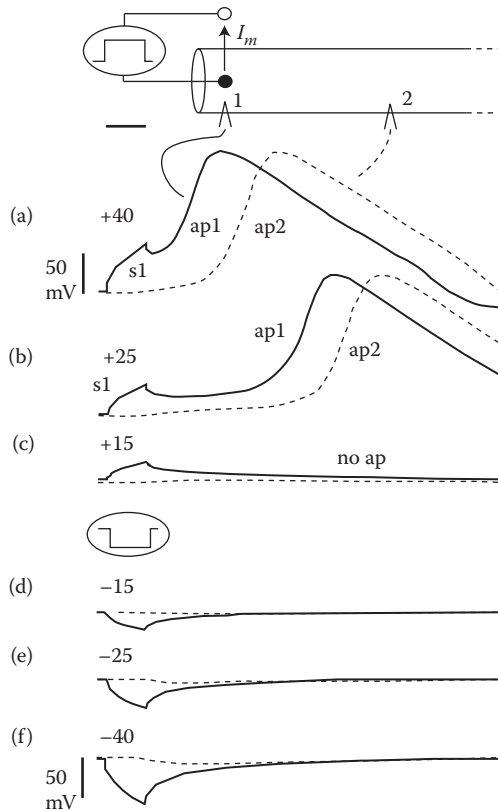 I_m
1
2
(a)
+40
50
mV
s1
ap1
ap2
(b)
+25
s1
ap1
ap2
(c)
+15
no ap
(d)
−15
(e)
−25
(f)
−40
50
mV